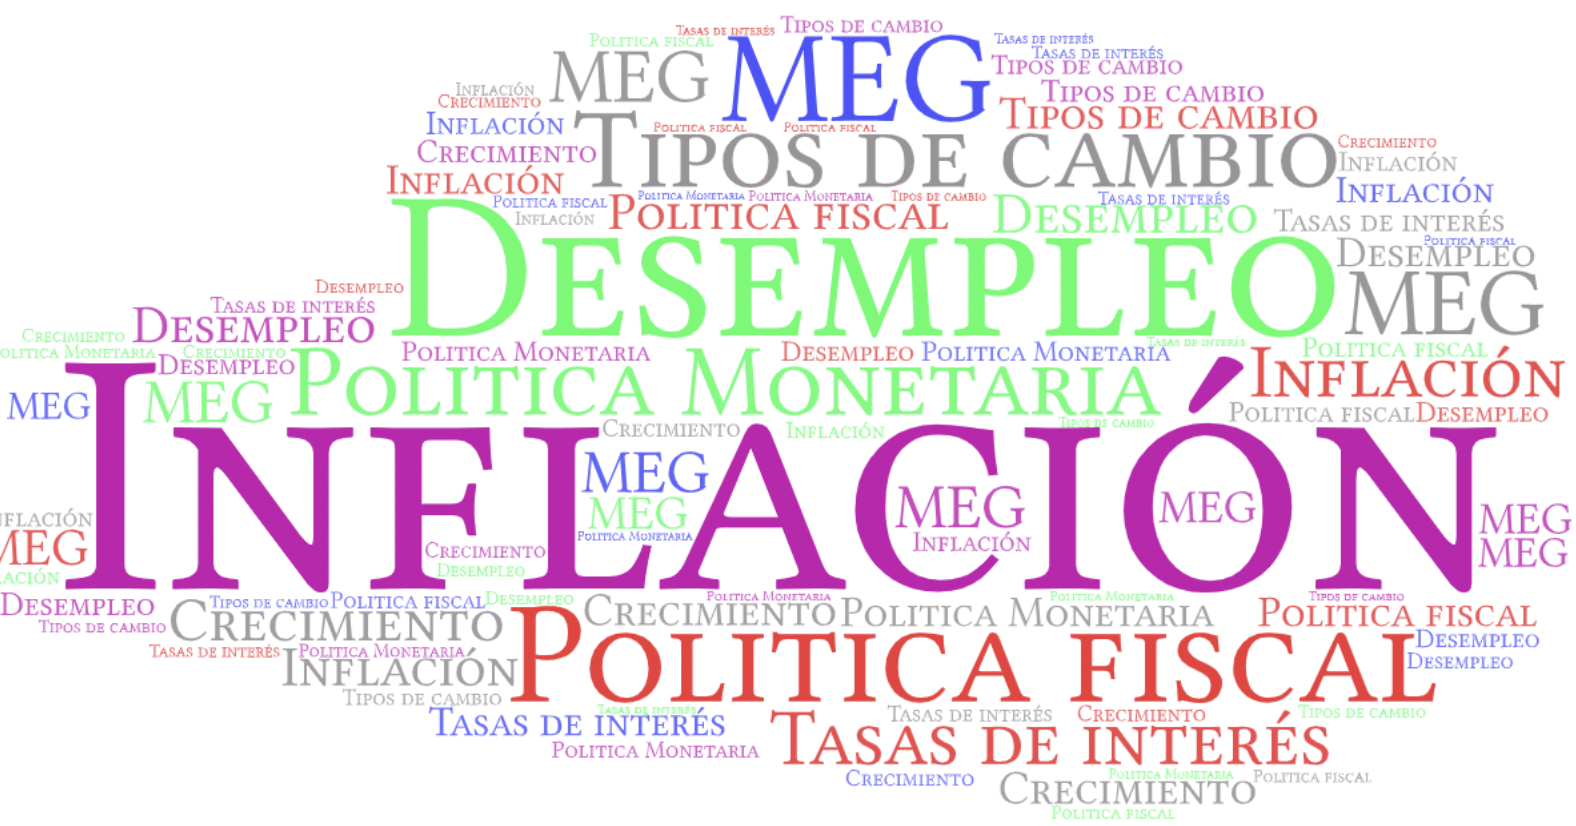 Tasas de interés
Tipos de cambio
Politica fiscal
MEG
MEG
Tasas de interés
Tasas de interés
Tipos de cambio
Inflación
Tipos de cambio
Crecimiento
Tipos de cambio
Inflación
Tipos de cambio
Politica fiscal
Politica fiscal
Crecimiento
Crecimiento
Inflación
Inflación
Inflación
Politica fiscal
Politica Monetaria
Politica Monetaria
Tipos de cambio
Tasas de interés
Inflación
Politica fiscal
Desempleo
Tasas de interés
Politica fiscal
Desempleo
Desempleo
MEG
Desempleo
Tasas de interés
Desempleo
Crecimiento
olitica Monetaria
Crecimiento
Politica Monetaria
Desempleo
Politica Monetaria
Tasas de interés
Politica fiscal
Desempleo
Politica Monetaria
Inflación
MEG
MEG
Politica fiscal
Desempleo
Inflación
Crecimiento
Inflación
Tipos de cambio
MEG
MEG
MEG
MEG
MEG
nflación
MEG
Politica Monetaria
Inflación
MEG
MEG
Crecimiento
Desempleo
ación
Desempleo
Tipos de cambio
Politica fiscal
Desempleo
Politica Monetaria
Politica Monetaria
Tipos de cambio
Crecimiento
Crecimiento
Politica Monetaria
Politica fiscal
Tipos de cambio
Politica fiscal
Desempleo
Tasas de interés
Politica Monetaria
Desempleo
Inflación
Tipos de cambio
Tasas de interés
Tasas de interés
Tasas de interés
Crecimiento
Tipos de cambio
Politica Monetaria
Tasas de interés
Crecimiento
Politica Monetaria
Politica fiscal
Crecimiento
Politica fiscal